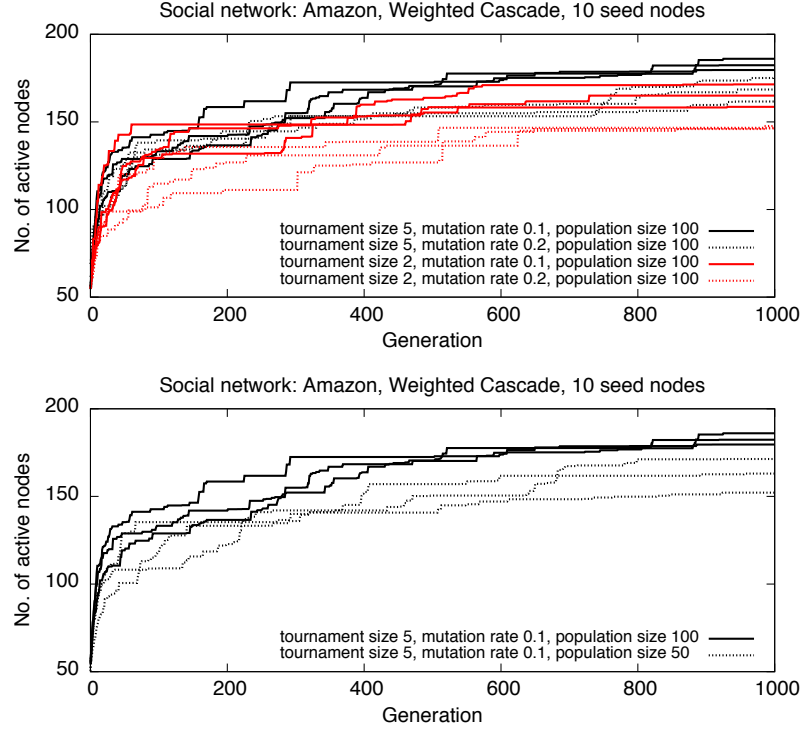 Social network: Amazon, Weighted Cascade, 10 seed nodes
200
150
100
50
No. of active nodes
tournament size 5, mutation rate 0.1, population size 100
tournament size 5, mutation rate 0.2, population size 100
tournament size 2, mutation rate 0.1, population size 100
tournament size 2, mutation rate 0.2, population size 100
0 200 400 600 800 1000
Generation
Social network: Amazon, Weighted Cascade, 10 seed nodes
200
150
100
50
No. of active nodes
tournament size 5, mutation rate 0.1, population size 100
tournament size 5, mutation rate 0.1, population size 50
0 200 400 600 800 1000
Generation